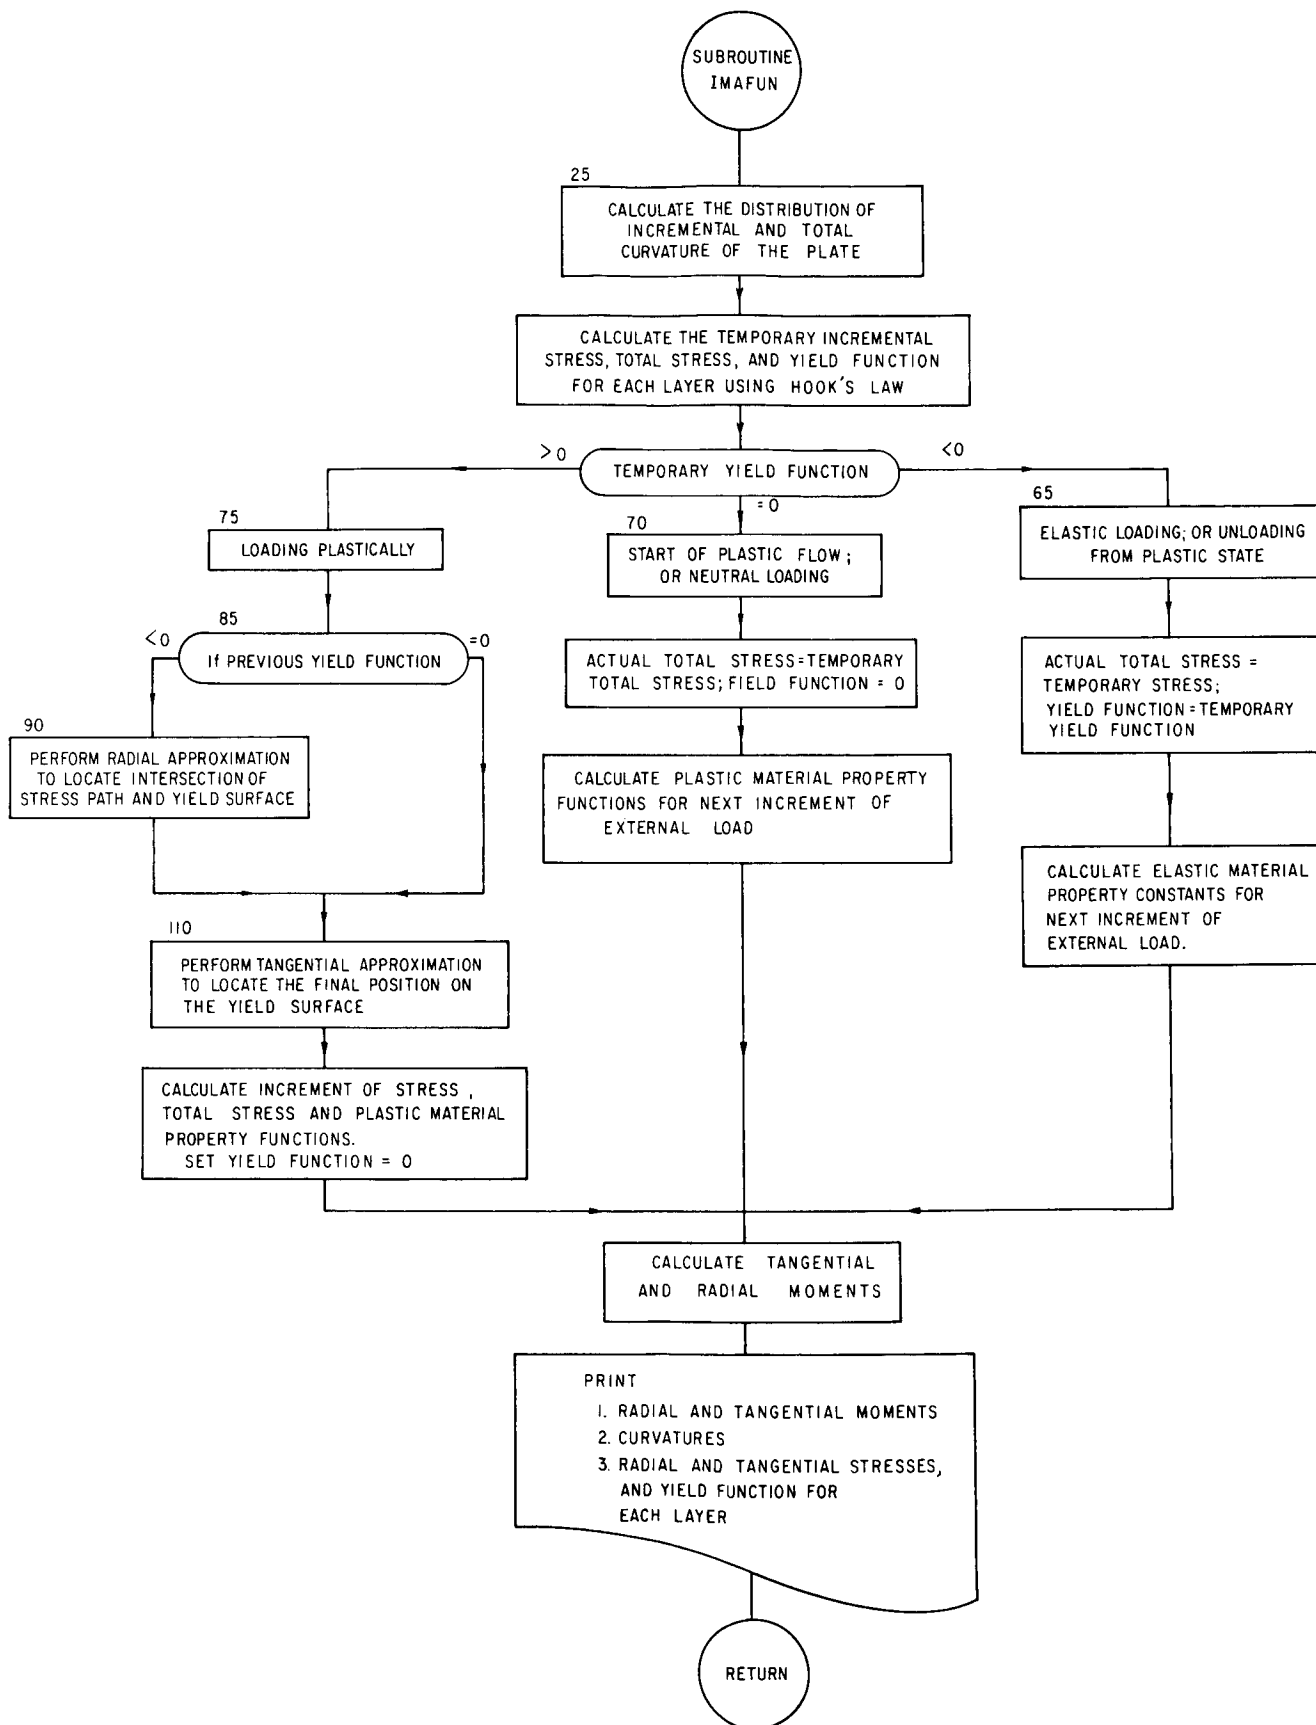 SUBROUTINE
IMAFUN
25
CALCULATE THE DISTRIBUTION OF
INCREMENTAL AND TOTAL
CURVATURE OF THE PLATE
CALCULATE THE TEMPORARY INCREMENTAL
STRESS, TOTAL STRESS, AND YIELD FUNCTION
FOR EACH LAYER USING HOOK'S LAW
>0
TEMPORARY YIELD FUNCTION
<0
=0
75
LOADING PLASTICALLY
85
<0
If PREVIOUS YIELD FUNCTION
=0
90
PERFORM RADIAL APPROXIMATION
TO LOCATE INTERSECTION OF
STRESS PATH AND YIELD SURFACE
110
PERFORM TANGENTIAL APPROXIMATION
TO LOCATE THE FINAL POSITION ON
THE YIELD SURFACE
CALCULATE INCREMENT OF STRESS,
TOTAL STRESS AND PLASTIC MATERIAL
PROPERTY FUNCTIONS.
SET YIELD FUNCTION = 0
70
START OF PLASTIC FLOW;
OR NEUTRAL LOADING
ACTUAL TOTAL STRESS=TEMPORARY
TOTAL STRESS; FIELD FUNCTION = 0
CALCULATE PLASTIC MATERIAL PROPERTY
FUNCTIONS FOR NEXT INCREMENT OF
EXTERNAL LOAD
65
ELASTIC LOADING; OR UNLOADING
FROM PLASTIC STATE
ACTUAL TOTAL STRESS =
TEMPORARY STRESS;
YIELD FUNCTION=TEMPORARY
YIELD FUNCTION
CALCULATE ELASTIC MATERIAL
PROPERTY CONSTANTS FOR
NEXT INCREMENT OF
EXTERNAL LOAD.
CALCULATE TANGENTIAL
AND RADIAL MOMENTS
PRINT
1. RADIAL AND TANGENTIAL MOMENTS
2. CURVATURES
3. RADIAL AND TANGENTIAL STRESSES,
AND YIELD FUNCTION FOR
EACH LAYER
RETURN